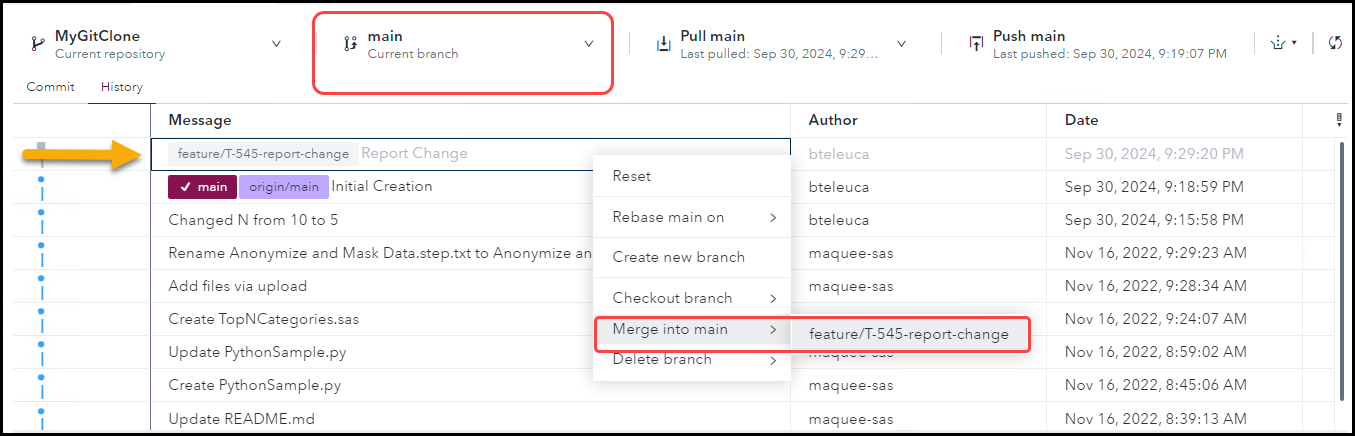 MyGitClone
Current repository
main
Current branch
Pull main
Last pulled: Sep 30, 2024, 9:29...
Push main
Last pushed: Sep 30, 2024, 9:19:07 PM
Commit History
Message Author Date
feature/T-545-report-change Report Change bteleuca Sep 30, 2024, 9:29:20 PM
main origin/main Initial Creation bteleuca Sep 30, 2024, 9:18:59 PM
Changed N from 10 to 5 bteleuca Sep 30, 2024, 9:15:58 PM
Rename Anonymize and Mask Data.step.txt to Anonymize an maquee-sas Nov 16, 2022, 9:29:23 AM
Add files via upload maquee-sas Nov 16, 2022, 9:28:34 AM
Create TopNCategories.sas Nov 16, 2022, 9:24:07 AM
Update PythonSample.py maquee-sas Nov 16, 2022, 8:59:02 AM
Create PythonSample.py maquee-sas Nov 16, 2022, 8:45:06 AM
Update README.md maquee-sas Nov 16, 2022, 8:39:13 AM
Reset
Rebase main on
Create new branch
Checkout branch
Merge into main feature/T-545-report-change
Delete branch